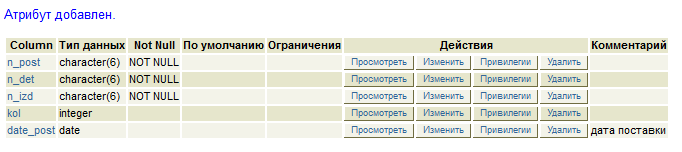 Атрибут добавлен.
Column Тип данных Not Null По умолчанию Ограничения Действия Комментарий
n_post character(6) NOT NULL Просмотреть Изменить Привилегии Удалить
n_det character(6) NOT NULL Просмотреть Изменить Привилегии Удалить
n_izd character(6) NOT NULL Просмотреть Изменить Привилегии Удалить
kol integer Просмотреть Изменить Привилегии Удалить
date_post date Просмотреть Изменить Привилегии Удалить дата поставки